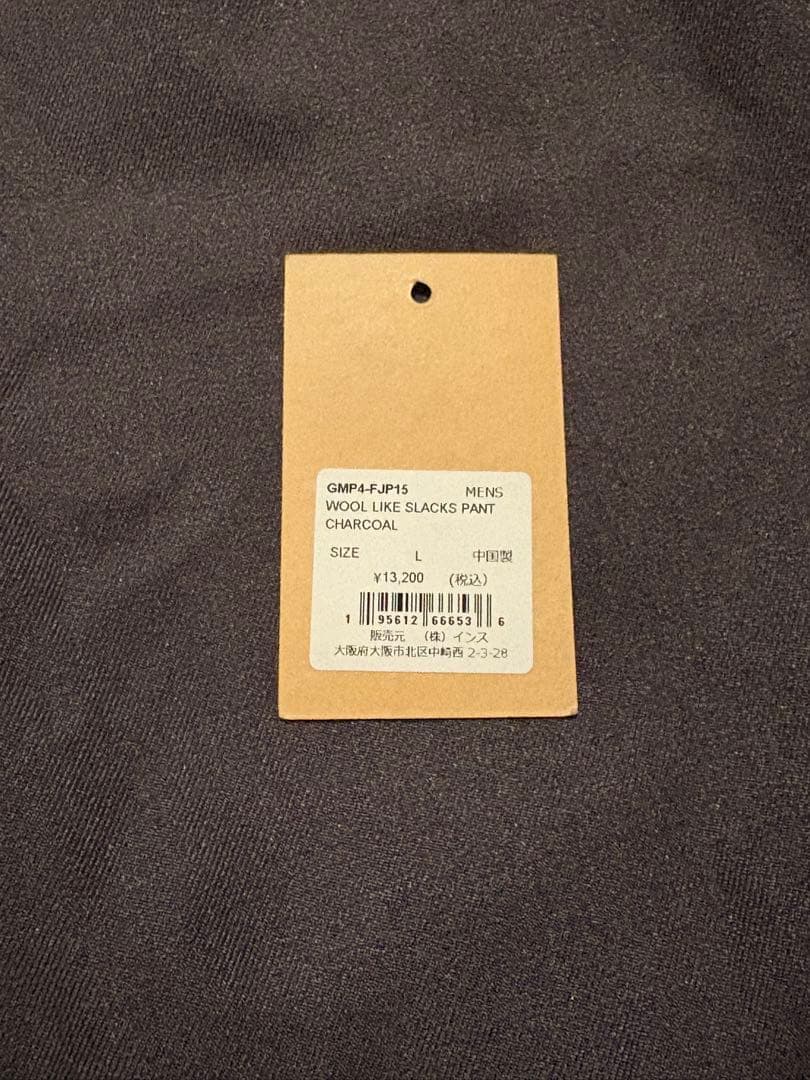 GMP4-FJP15 MENS
WOOL LIKE SLACKS PANT
CHARCOAL
SIZE L 中国製
¥13,200 (税込)
1 95612 66653 6
販売元 (株)インス
大阪府大阪市北区中崎西 2-3-28